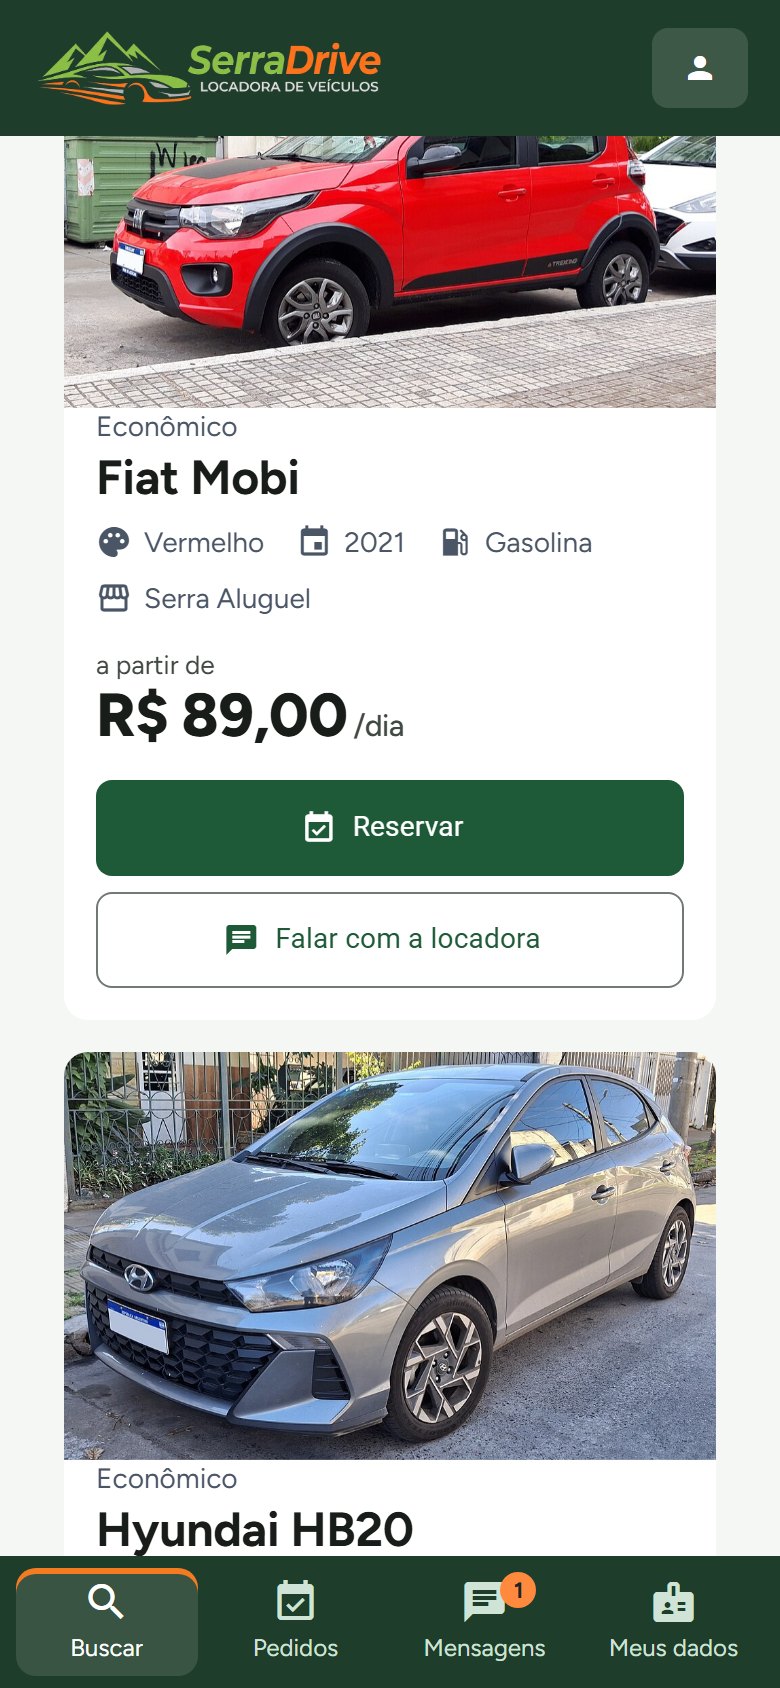 SerraDrive
LOCADORA DE VEÍCULOS
Econômico
Fiat Mobi
Vermelho 2021 Gasolina
Serra Aluguel
a partir de
R$ 89,00 /dia
Reservar
Falar com a locadora
Econômico
Hyundai HB20
1
Buscar Pedidos Mensagens Meus dados